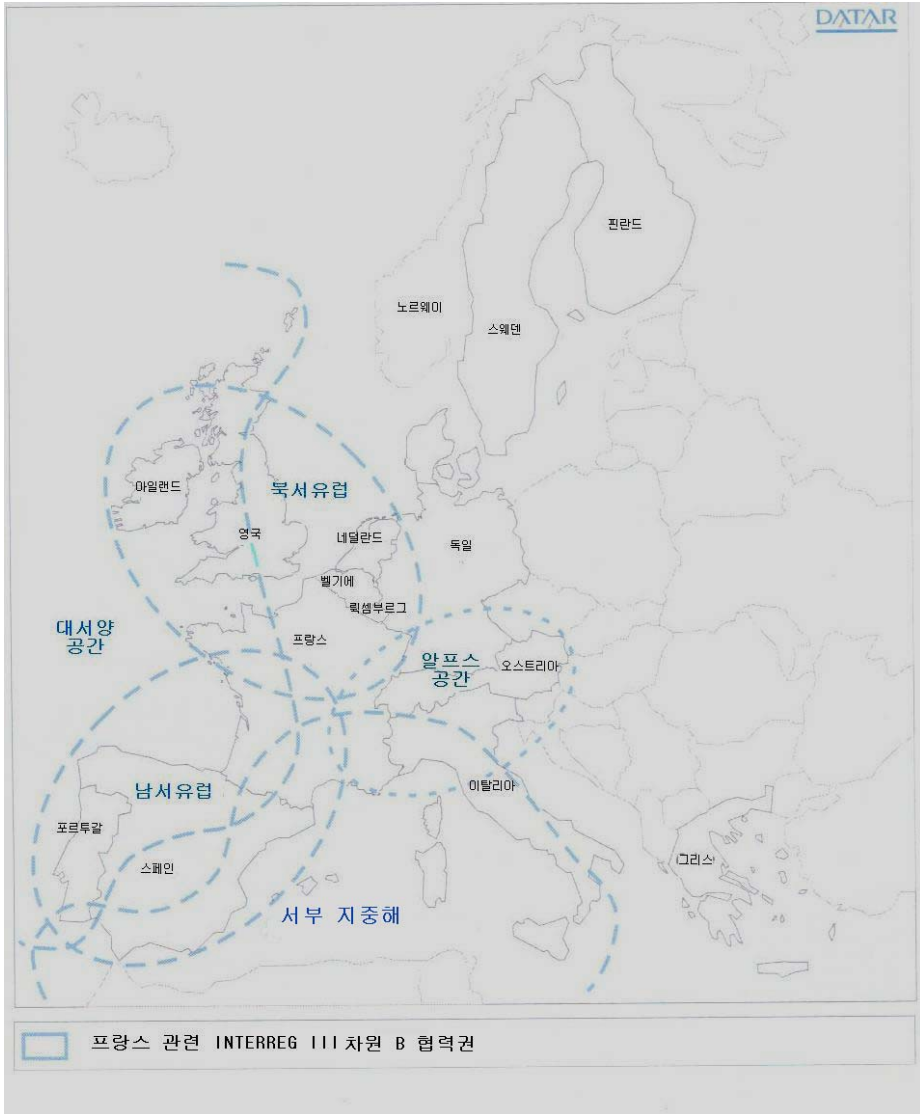 DATAR
핀란드
노르웨이
스웨덴
아일랜드
북서유럽
영국
네덜란드
독일
벨기에
룩셈부르그
대서양
공간
프랑스
알프스
공간
오스트리아
남서유럽
이탈리아
포르투갈
스페인
그리스
서부 지중해
프랑스 관련 INTERREG III 차원 B 협력권